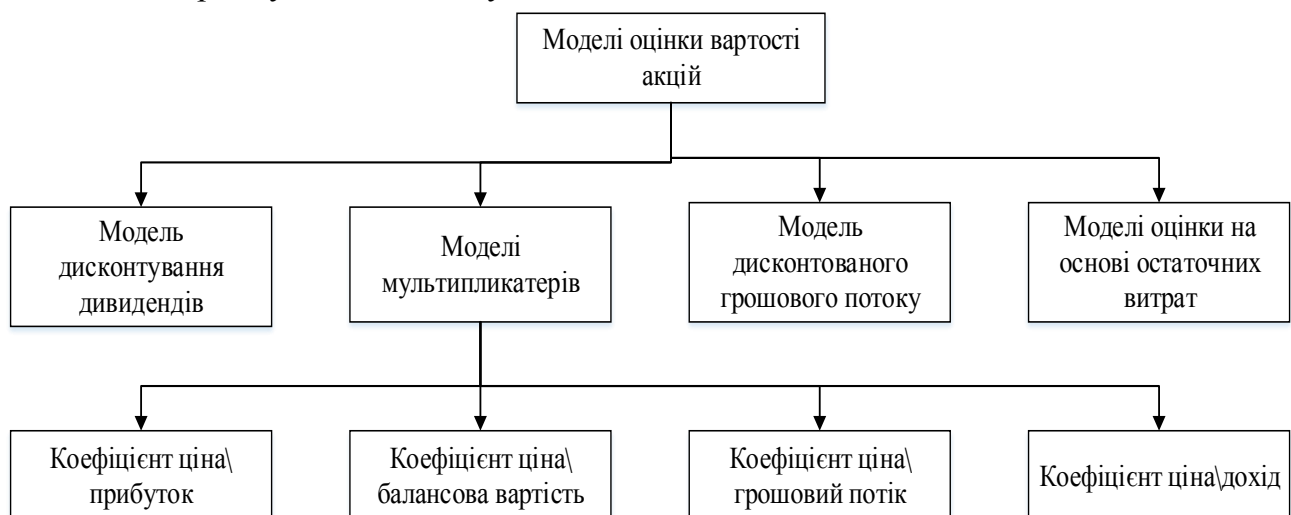 Моделі оцінки вартості
акцій
Модель
дисконтування
дивидендів
Моделі
мультипликатерів
Модель
дисконтованого
грошового потоку
Моделі оцінки на
основі остаточних
витрат
Коефіцієнт ціна\
прибуток
Коефіцієнт ціна\
балансова вартість
Коефіцієнт ціна\
грошовий потік
Коефіцієнт ціна\дохід